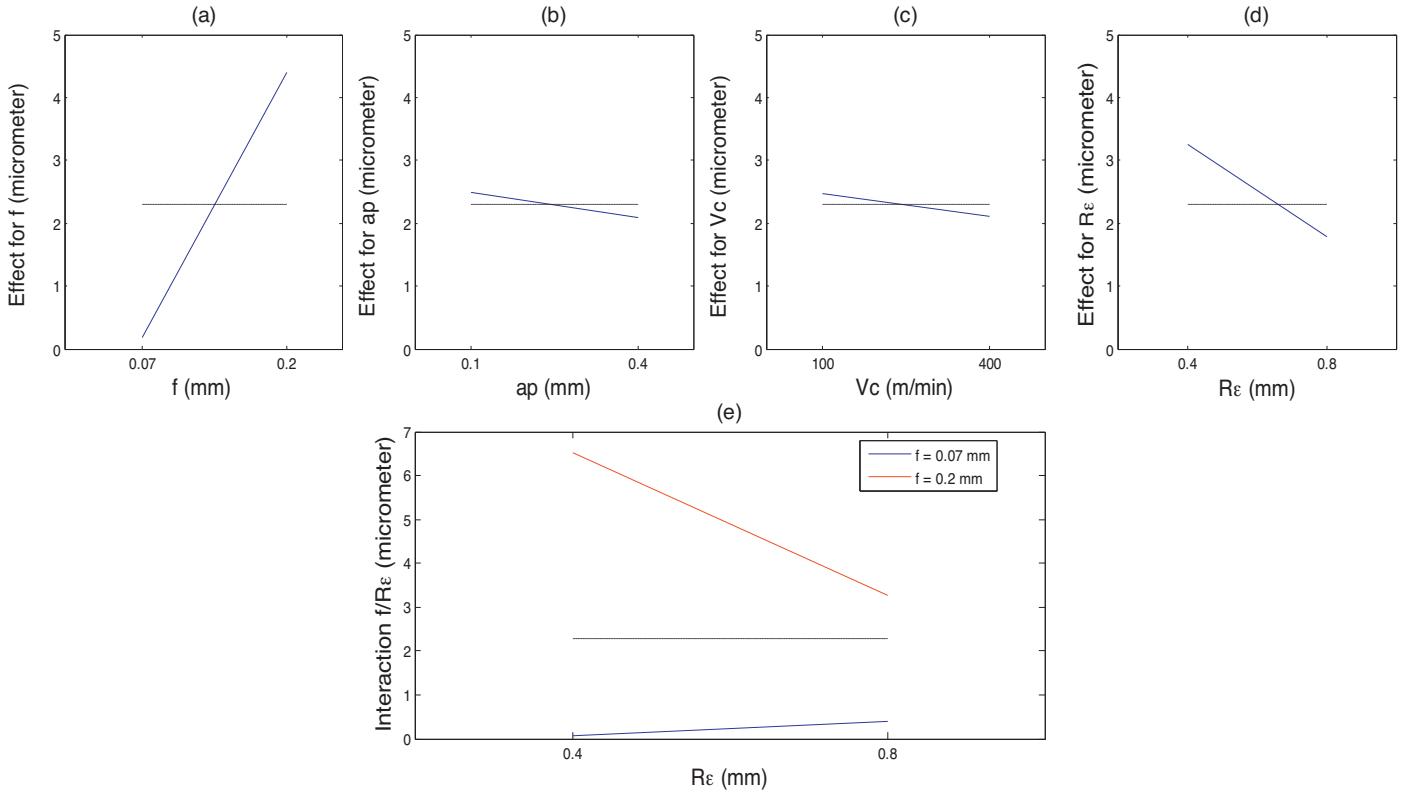 (a)
Effect for f (micrometer)
5
4
3
2
1
0
0.07
0.2
f (mm)
(b)
Effect for ap (micrometer)
5
4
3
2
1
0
0.1
0.4
ap (mm)
(c)
Effect for Vc (micrometer)
5
4
3
2
1
0
100
400
Vc (m/min)
(d)
Effect for Rε (micrometer)
5
4
3
2
1
0
0.4
0.8
Rε (mm)
(e)
Interaction f/Rε (micrometer)
7
6
5
4
3
2
1
0
f = 0.07 mm
f = 0.2 mm
0.4
0.8
Rε (mm)